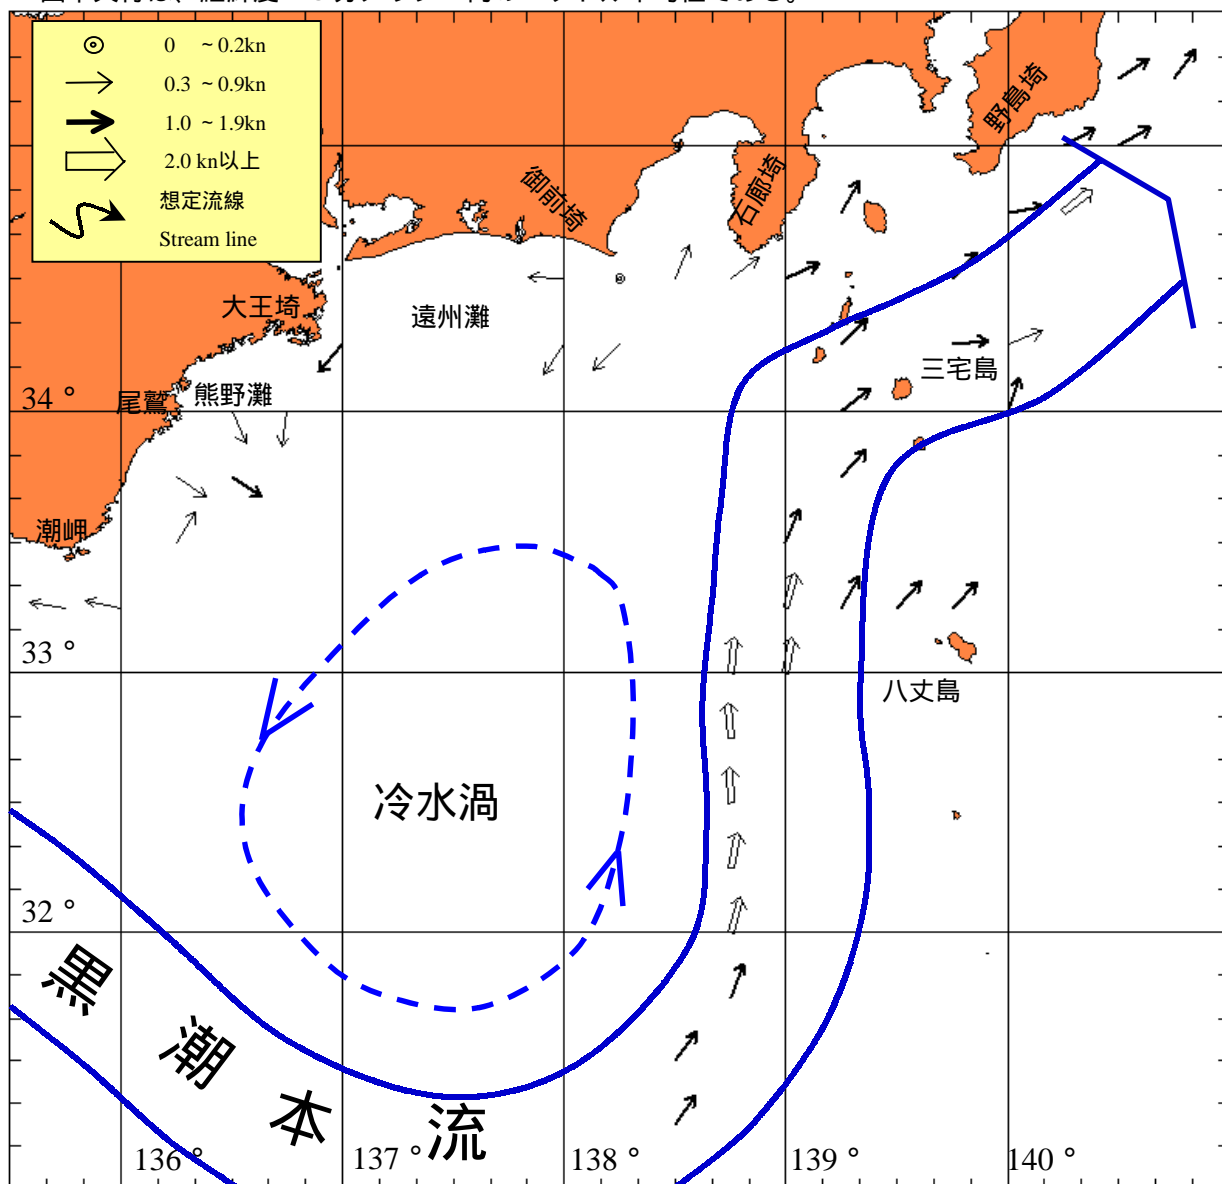 0 ~0.2kn
0.3 ~0.9kn
1.0 ~1.9kn
2.0 kn以上
想定流線
Stream line
野島埼
石廊埼
御前埼
大王埼
遠州灘
三宅島
34°
尾鷲
熊野灘
潮岬
33°
八丈島
冷水渦
32°
黒潮本流
136°
137°
138°
139°
140°